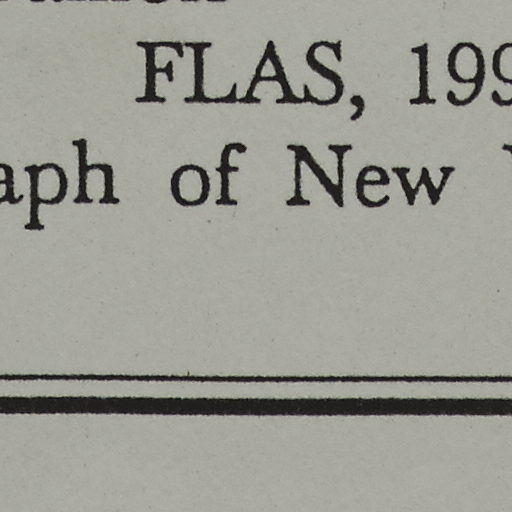 FLAS, 199
aph of New